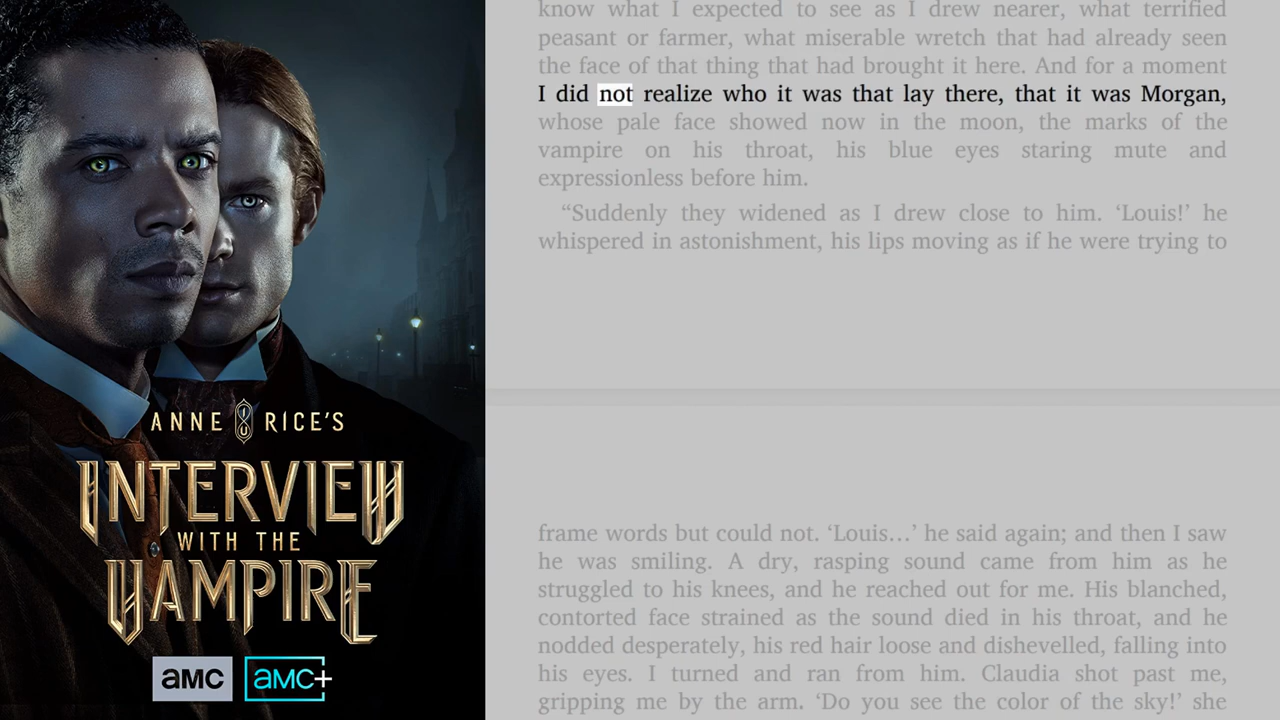 ANNE RICE'S
INTERVIEW
WITH THE
VAMPIRE
amc amc+
know what I expected to see as I drew nearer, what terrified
peasant or farmer, what miserable wretch that had already seen
the face of that thing that had brought it here. And for a moment
I did not realize who it was that lay there, that it was Morgan,
whose pale face showed now in the moon, the marks of the
vampire on his throat, his blue eyes staring mute and
expressionless before him.
“Suddenly they widened as I drew close to him. ‘Louis!’ he
whispered in astonishment, his lips moving as if he were trying to
frame words but could not. ‘Louis…’ he said again; and then I saw
he was smiling. A dry, rasping sound came from him as he
struggled to his knees, and he reached out for me. His blanched,
contorted face strained as the sound died in his throat, and he
nodded desperately, his red hair loose and dishevelled, falling into
his eyes. I turned and ran fbm him. Claudia shot past me,
gripping me by the arm. ‘Do you see the color of the sky!’ she